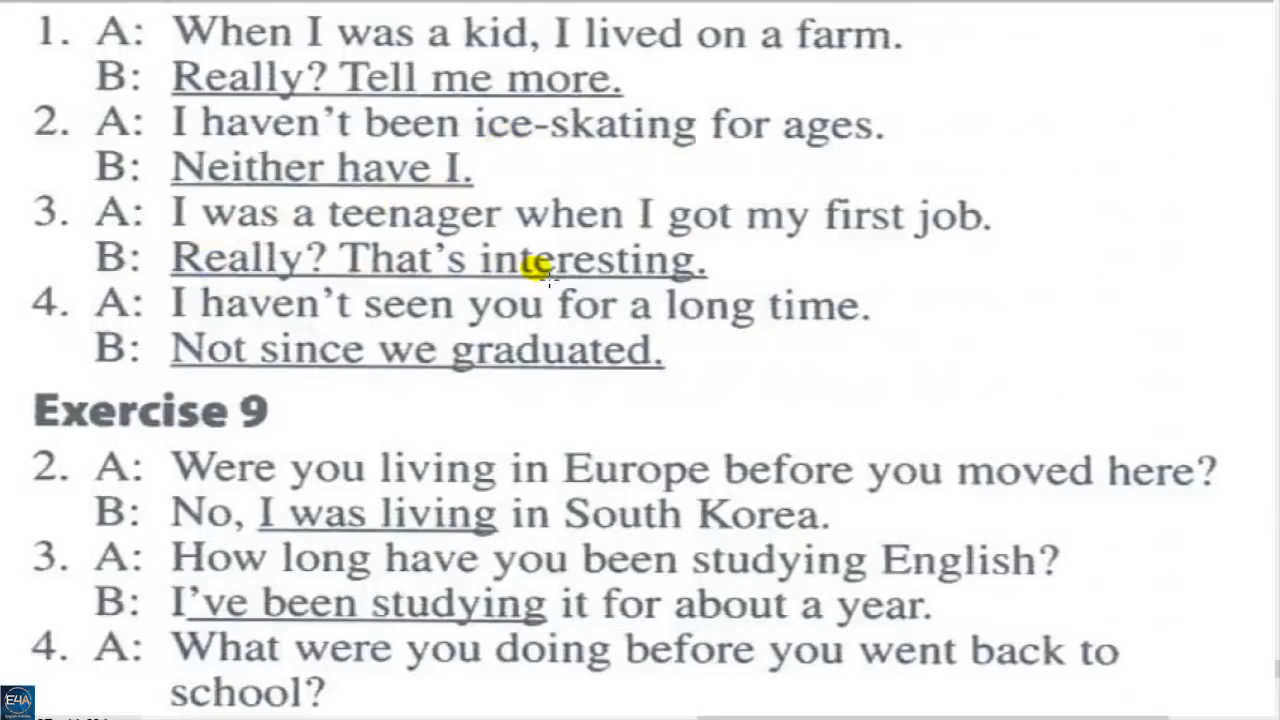 1. A: When I was a kid, I lived on a farm.
B: Really? Tell me more.
2. A: I haven't been ice-skating for ages.
B: Neither have I.
3. A: I was a teenager when I got my first job.
B: Really? That's interesting.
4. A: I haven't seen you for a long time.
B: Not since we graduated.
Exercise 9
2. A: Were you living in Europe before you moved here?
B: No, I was living in South Korea.
3. A: How long have you been studying English?
B: I've been studying it for about a year.
4. A: What were you doing before you went back to
school?
E4A